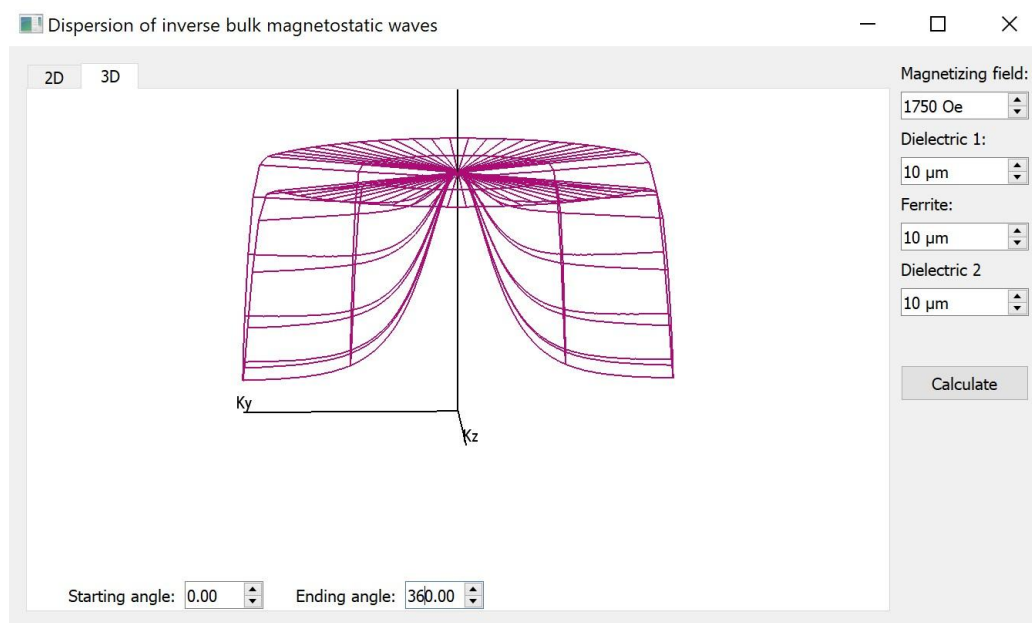 Dispersion of inverse bulk magnetostatic waves
2D 3D
Magnetizing field:
1750 Oe
Dielectric 1:
10 µm
Ferrite:
10 µm
Dielectric 2
10 µm
Calculate
Ky
Kz
Starting angle: 0.00 Ending angle: 360.00